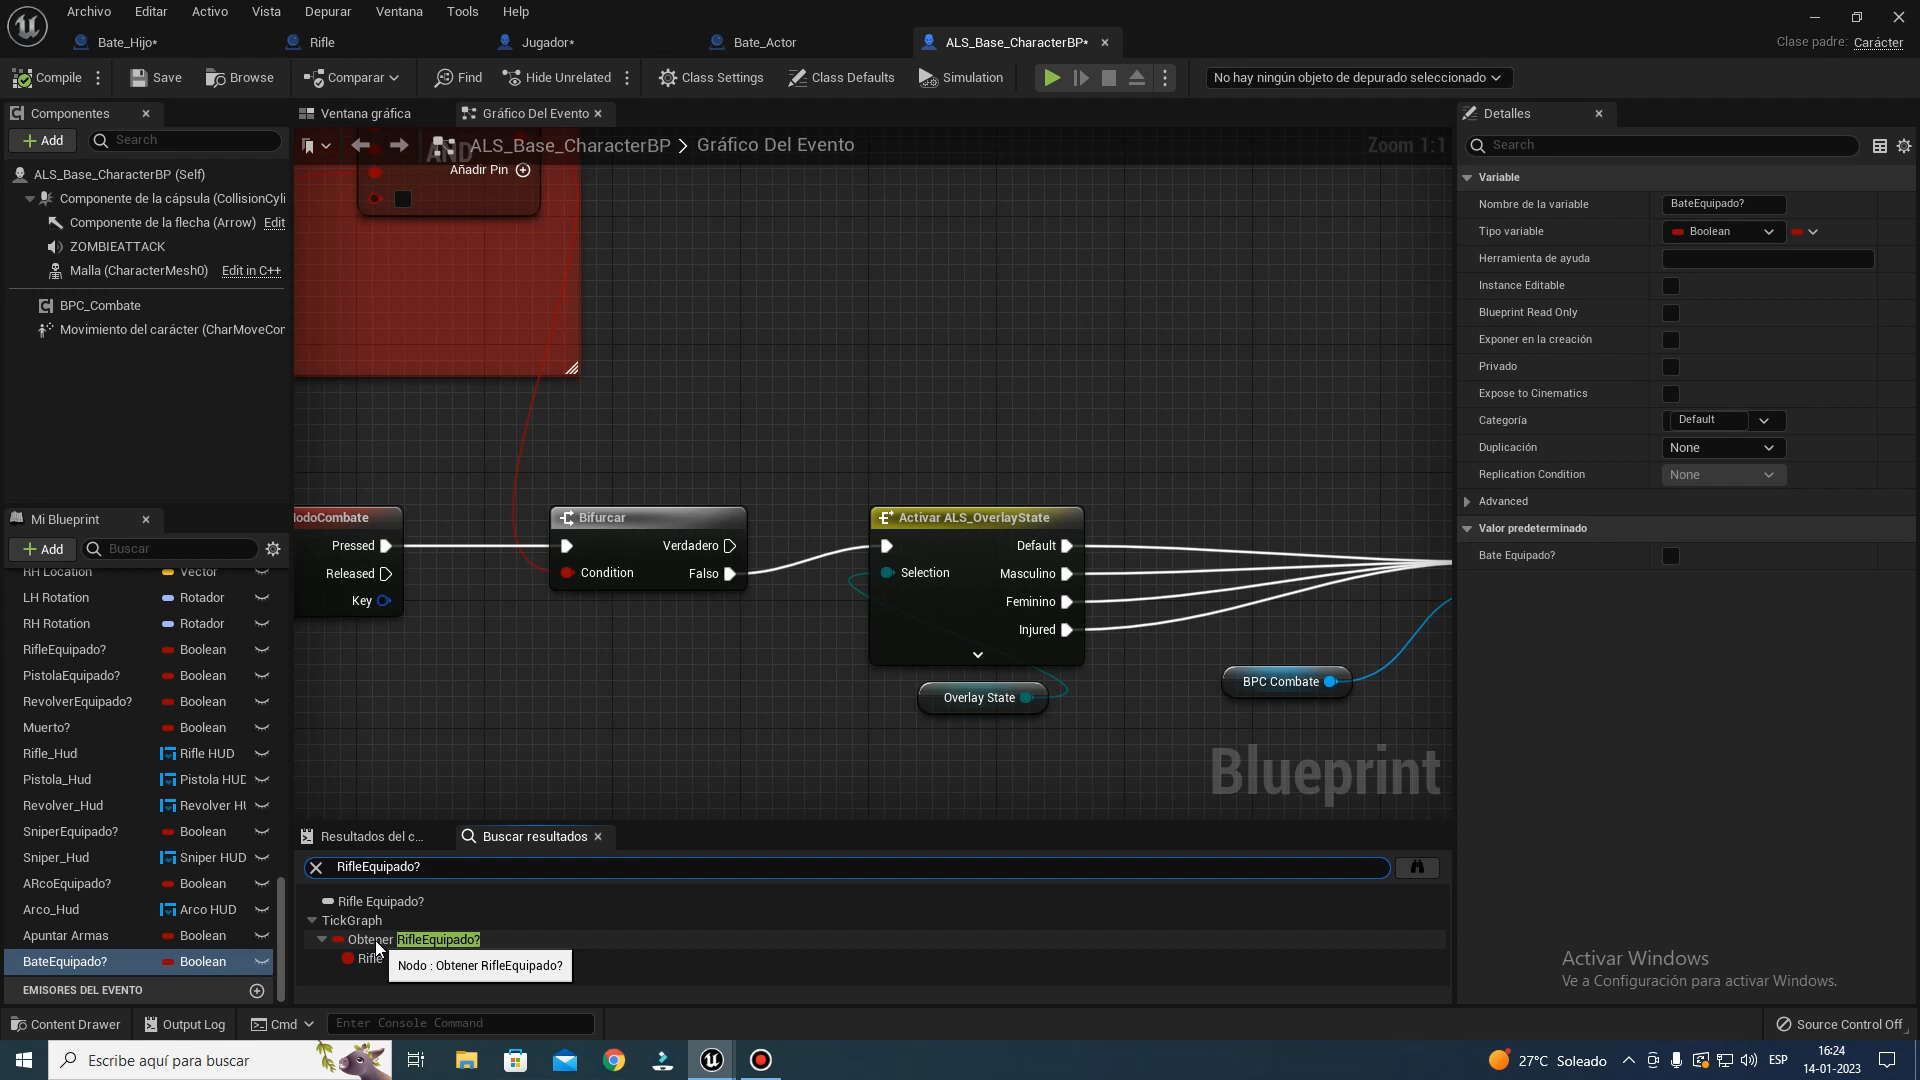 Archivo Editar Activo Vista Depurar Ventana Tools Help
Bate_Hijo* Rifle Jugador* Bate_Actor ALS_Base_CharacterBP*
Clase padre: Carácter
Compile Save Browse Comparar Find Hide Unrelated Class Settings Class Defaults Simulation No hay ningún objeto de depurado seleccionado
Componentes
Add Search
ALS_Base_CharacterBP (Self)
Componente de la cápsula (CollisionCyli
Componente de la flecha (Arrow) Edit
ZOMBIEATTACK
Malla (CharacterMesh0) Edit in C++
BPC_Combate
Movimiento del carácter (CharMoveCor
Mi Blueprint
Add Buscar
RH Location Vector
LH Rotation Rotador
RH Rotation Rotador
RifleEquipado? Boolean
PistolaEquipado? Boolean
RevolverEquipado? Boolean
Muerto? Boolean
Rifle_Hud Rifle HUD
Pistola_Hud Pistola HUD
Revolver_Hud Revolver HU
SniperEquipado? Boolean
Sniper_Hud Sniper HUD
ARcoEquipado? Boolean
Arco_Hud Arco HUD
Apuntar Armas Boolean
BateEquipado? Boolean
EMISORES DEL EVENTO
Ventana gráfica Gráfico Del Evento
ALS_Base_CharacterBP > Gráfico Del Evento
Zoom 1:1
AND
Añadir Pin
lodoCombate
Pressed
Released
Key
Bifurcar
Verdadero
Condition Falso
Activar ALS_OverlayState
Default
Selection Masculino
Feminino
Injured
Overlay State
BPC Combate
Blueprint
Resultados del c... Buscar resultados
RifleEquipado?
Rifle Equipado?
TickGraph
Obtener RifleEquipado?
Rifle
Nodo : Obtener RifleEquipado?
Detalles
Search
Variable
Nombre de la variable BateEquipado?
Tipo variable Boolean
Herramienta de ayuda
Instance Editable
Blueprint Read Only
Exponer en la creación
Privado
Expose to Cinematics
Categoría Default
Duplicación None
Replication Condition None
Advanced
Valor predeterminado
Bate Equipado?
Activar Windows
Ve a Configuración para activar Windows.
Content Drawer Output Log Cmd Enter Console Command Source Control Off
Escribe aquí para buscar
27°C Soleado ESP 16:24
14-01-2023